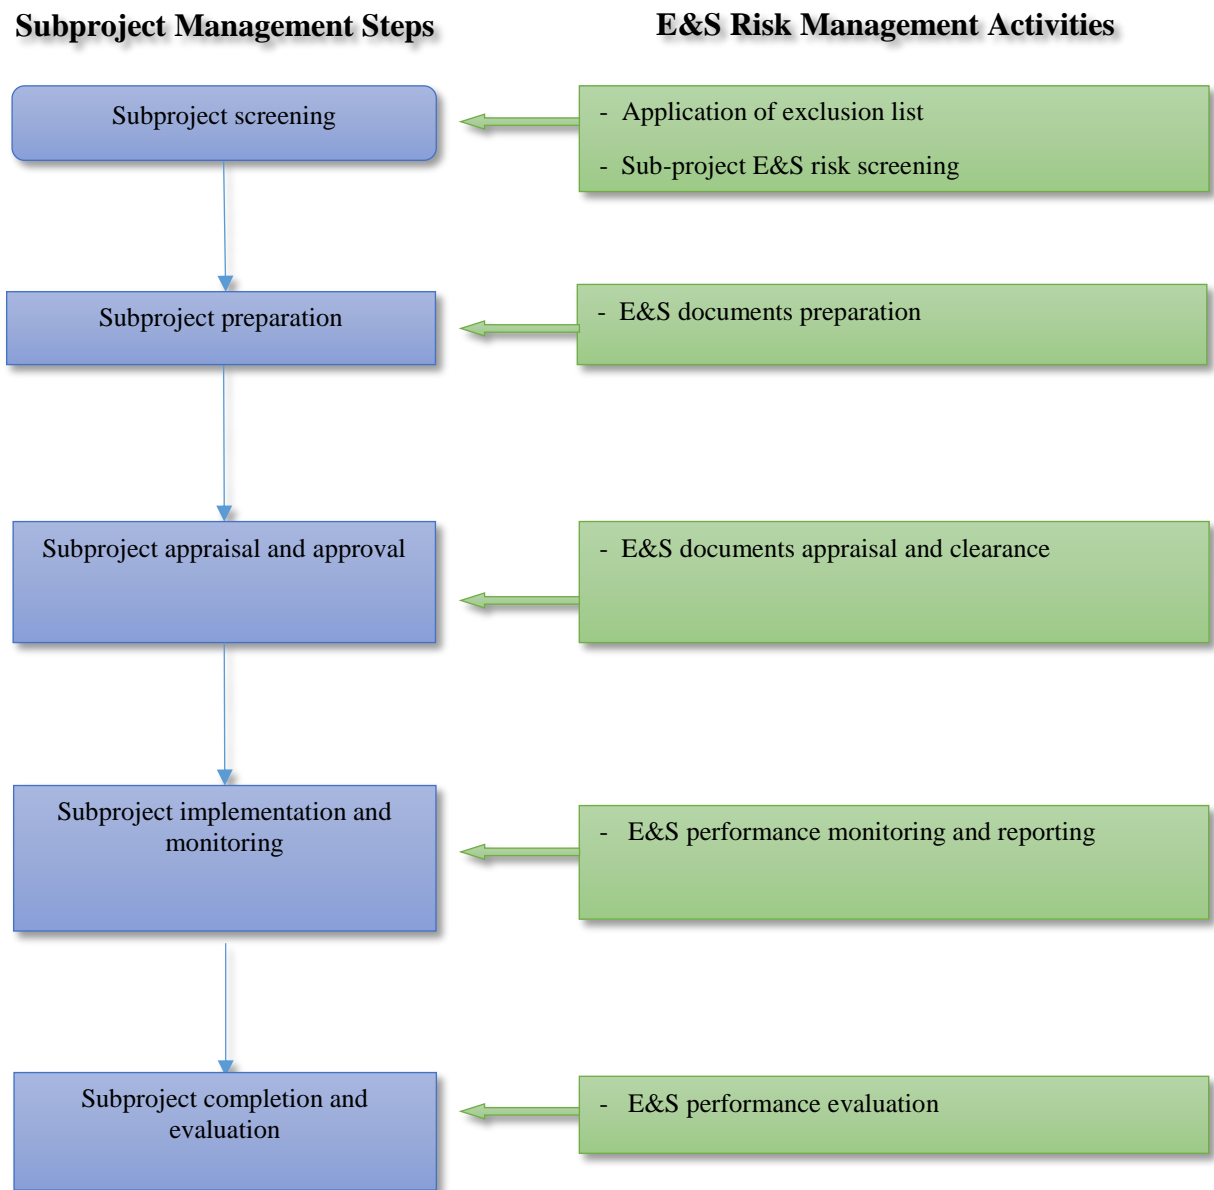 Subproject Management Steps
E&S Risk Management Activities
Subproject screening
- Application of exclusion list
- Sub-project E&S risk screening
Subproject preparation
- E&S documents preparation
Subproject appraisal and approval
- E&S documents appraisal and clearance
Subproject implementation and
monitoring
- E&S performance monitoring and reporting
Subproject completion and
evaluation
- E&S performance evaluation